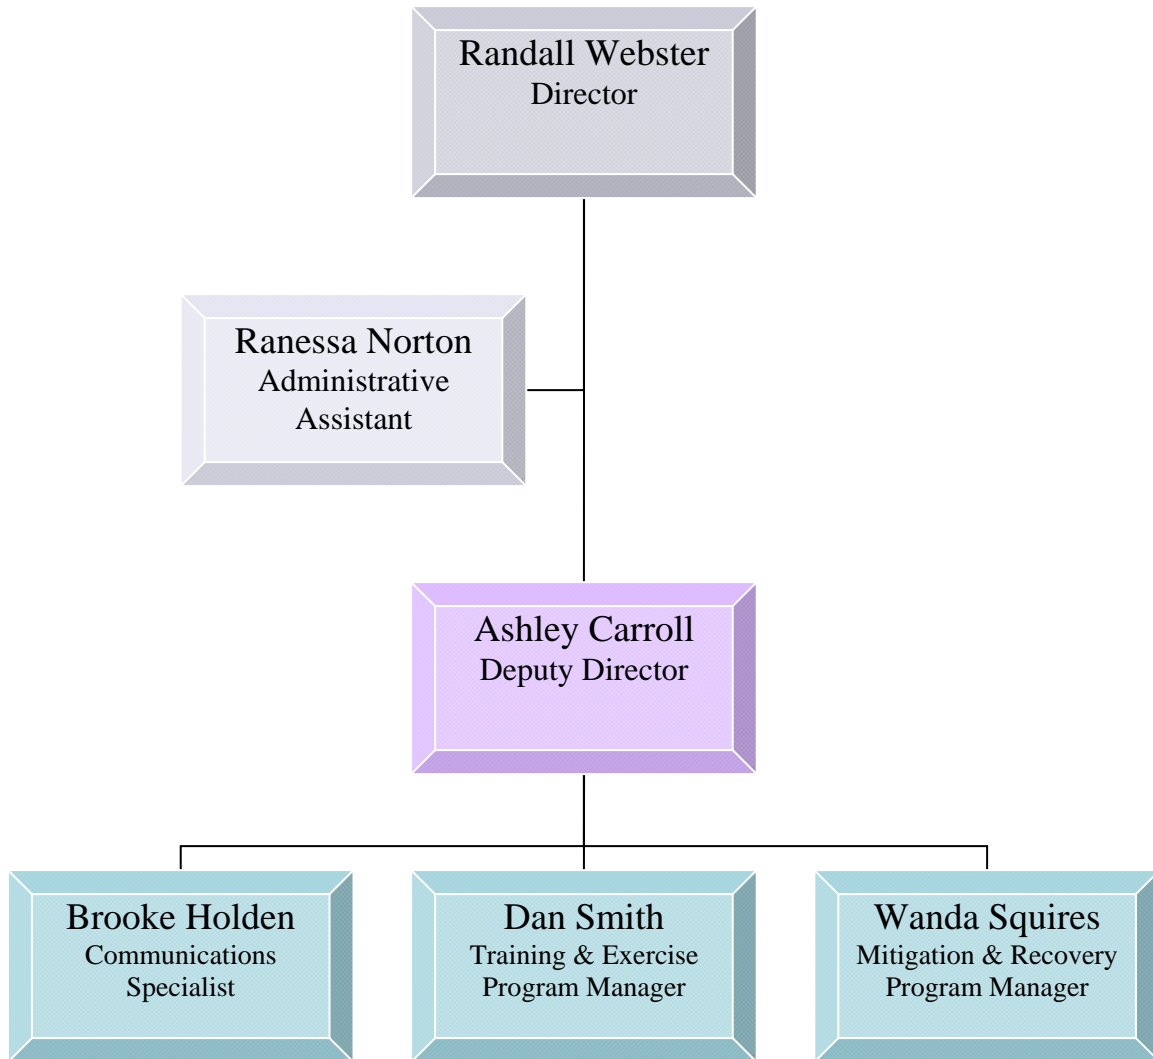 Randall Webster
Director
Ranessa Norton
Administrative
Assistant
Ashley Carroll
Deputy Director
Brooke Holden
Communications
Specialist
Dan Smith
Training & Exercise
Program Manager
Wanda Squires
Mitigation & Recovery
Program Manager